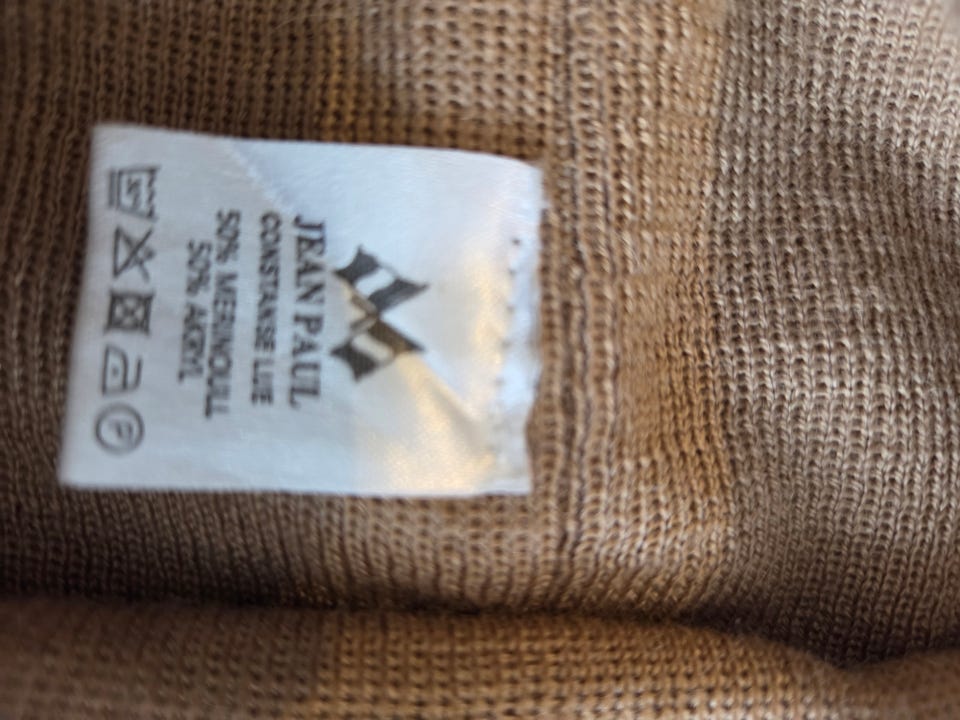 JEAN PAUL
CONSTANSE LUE
50% MERINOULL
50% AKRYL
P